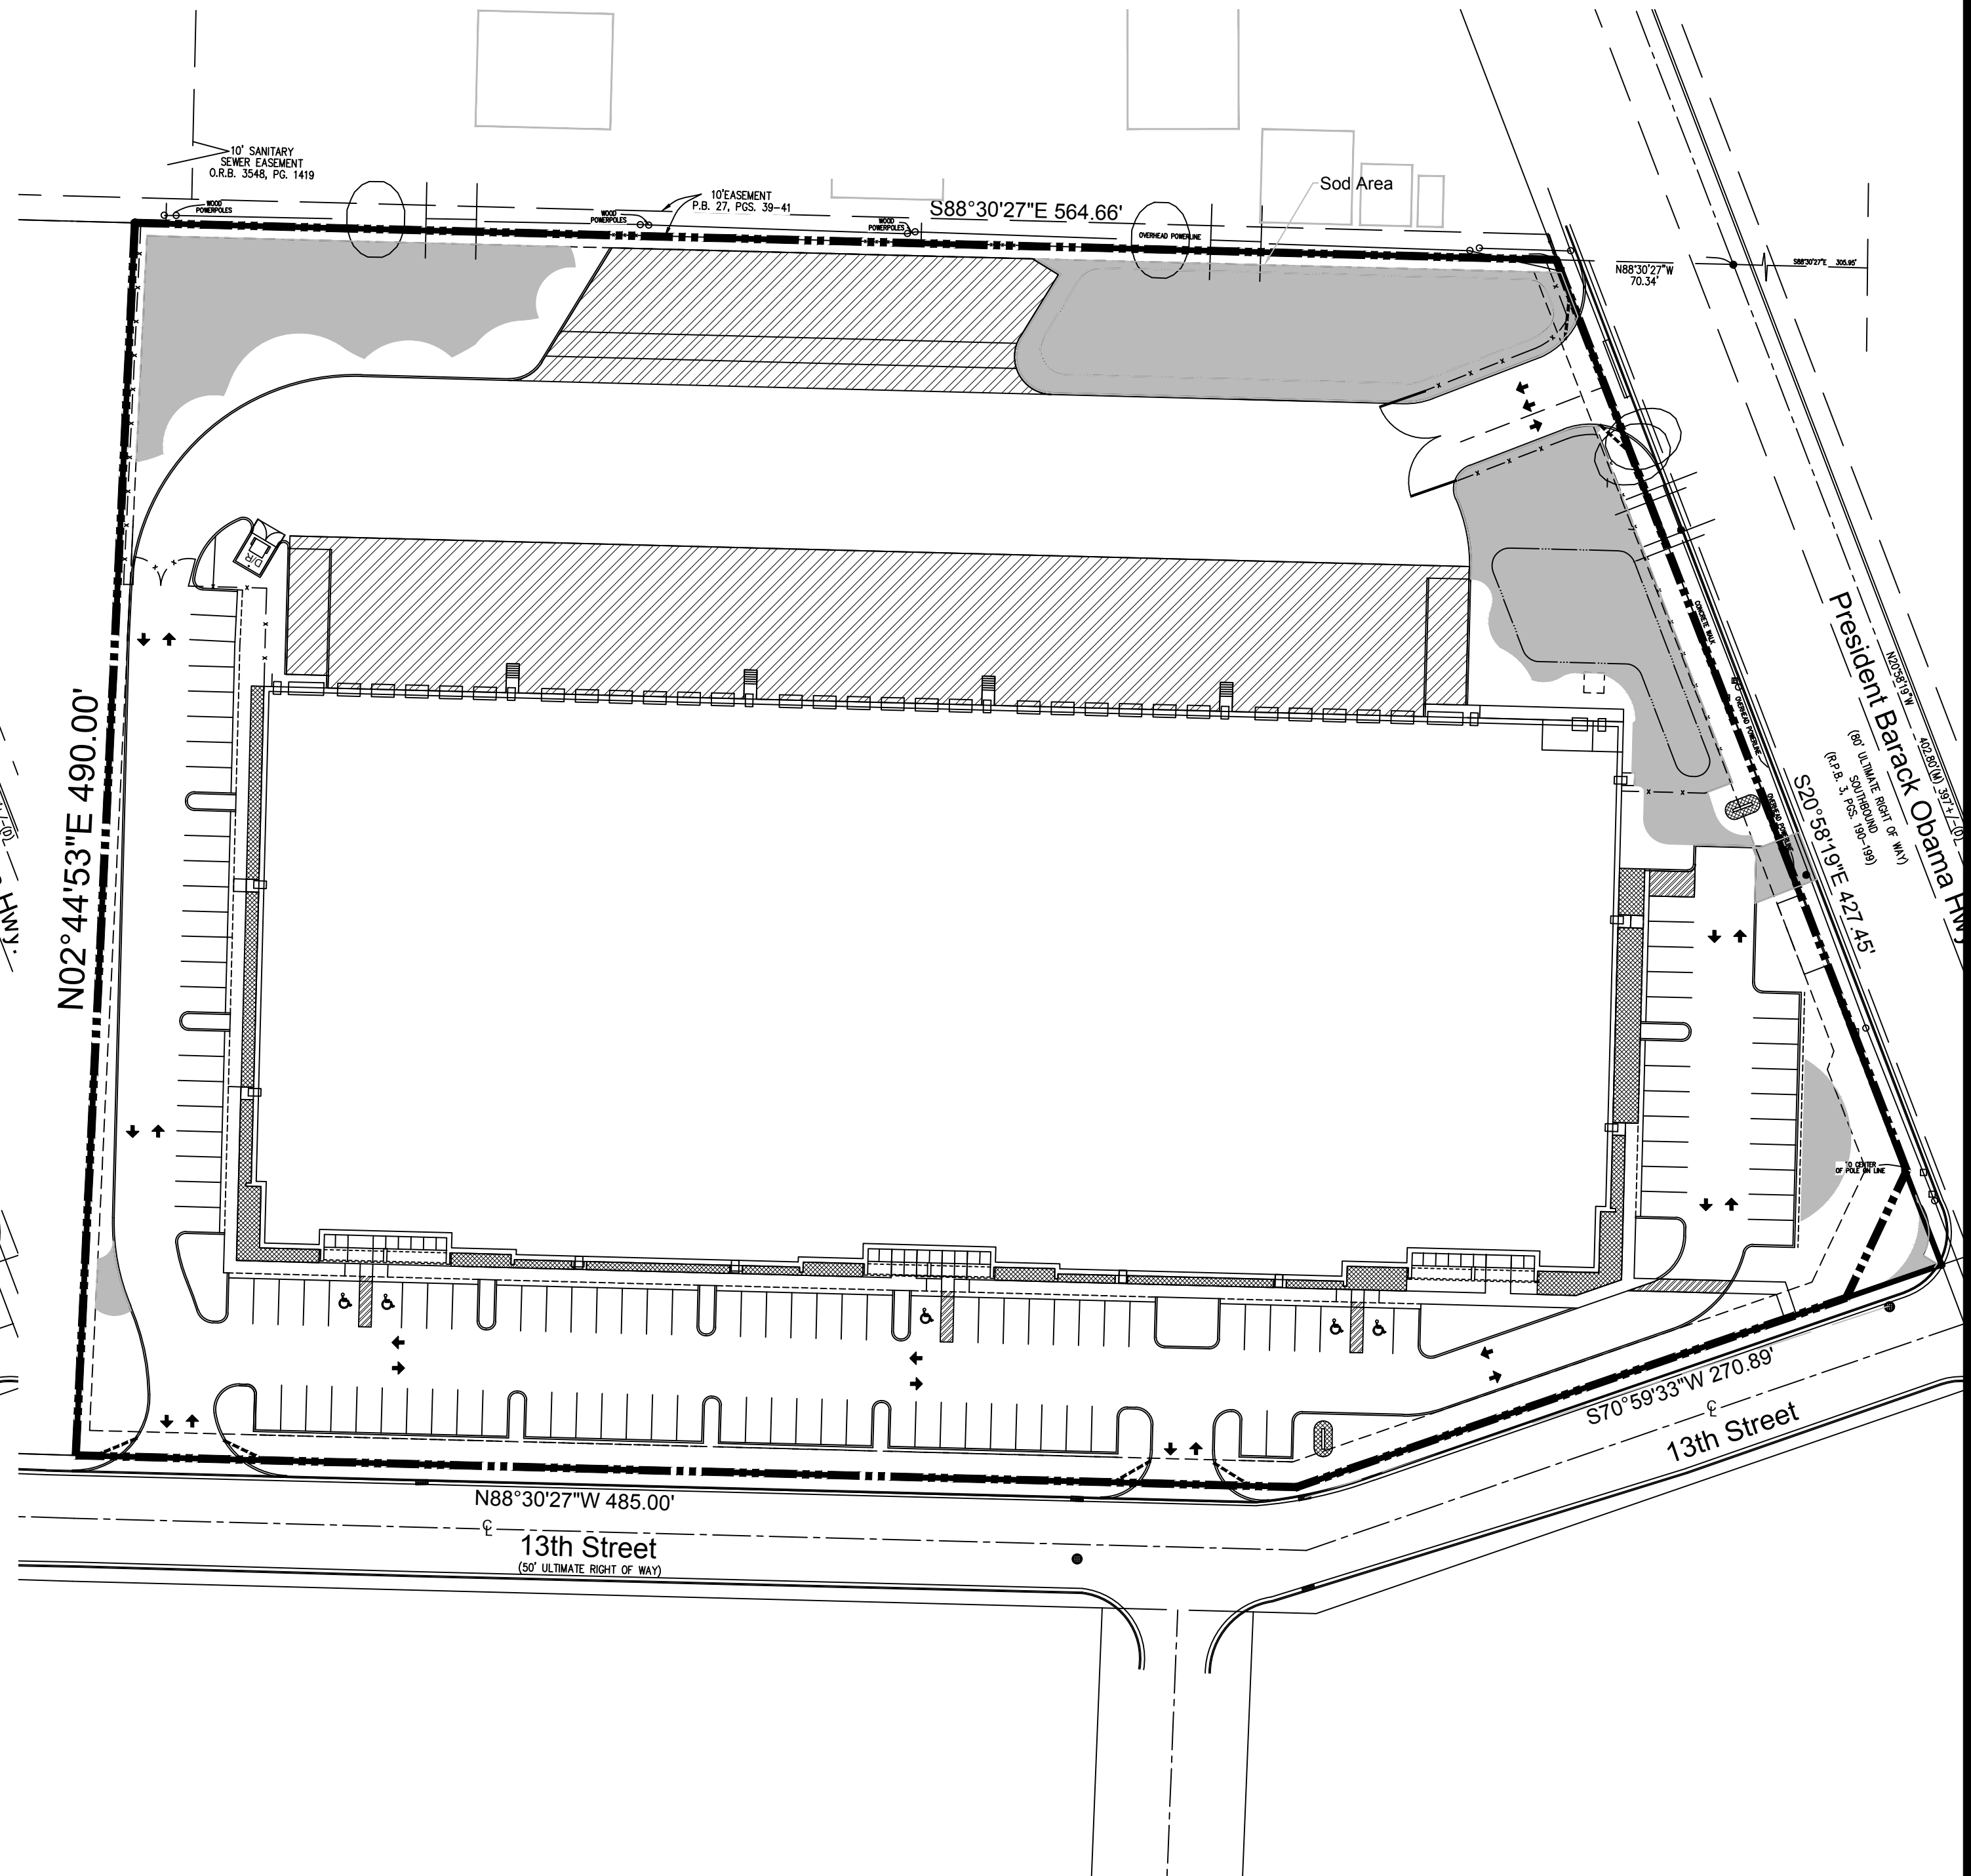 10' SANITARY
SEWER EASEMENT
O.R.B. 3548, PG. 1419
WOOD
POWERPOLES
10'EASEMENT
P.B. 27, PGS. 39-41
WOOD
POWERPOLES
WOOD
POWERPOLES
S88°30'27"E 564.66'
Sod Area
OVERHEAD POWERLINE
N88°30'27"W
70.34'
S88°30'27"E 305.95'
D/R
N02°44'53"E 490.00'
Hwy.
CONCRETE WALK
OVERHEAD POWERLINE
OVERHEAD POWERLINE
President Barack Obama Hwy
(80' ULTIMATE RIGHT OF WAY)
SOUTHBOUND
(R.P.B. 3, PGS. 190-199)
N20°58'19"W 402.80'(M) 397'+/-(D)
S20°58'19"E 427.45'
TO CENTER
OF POLE ON LINE
S70°59'33"W 270.89'
13th Street
N88°30'27"W 485.00'
13th Street
(50' ULTIMATE RIGHT OF WAY)